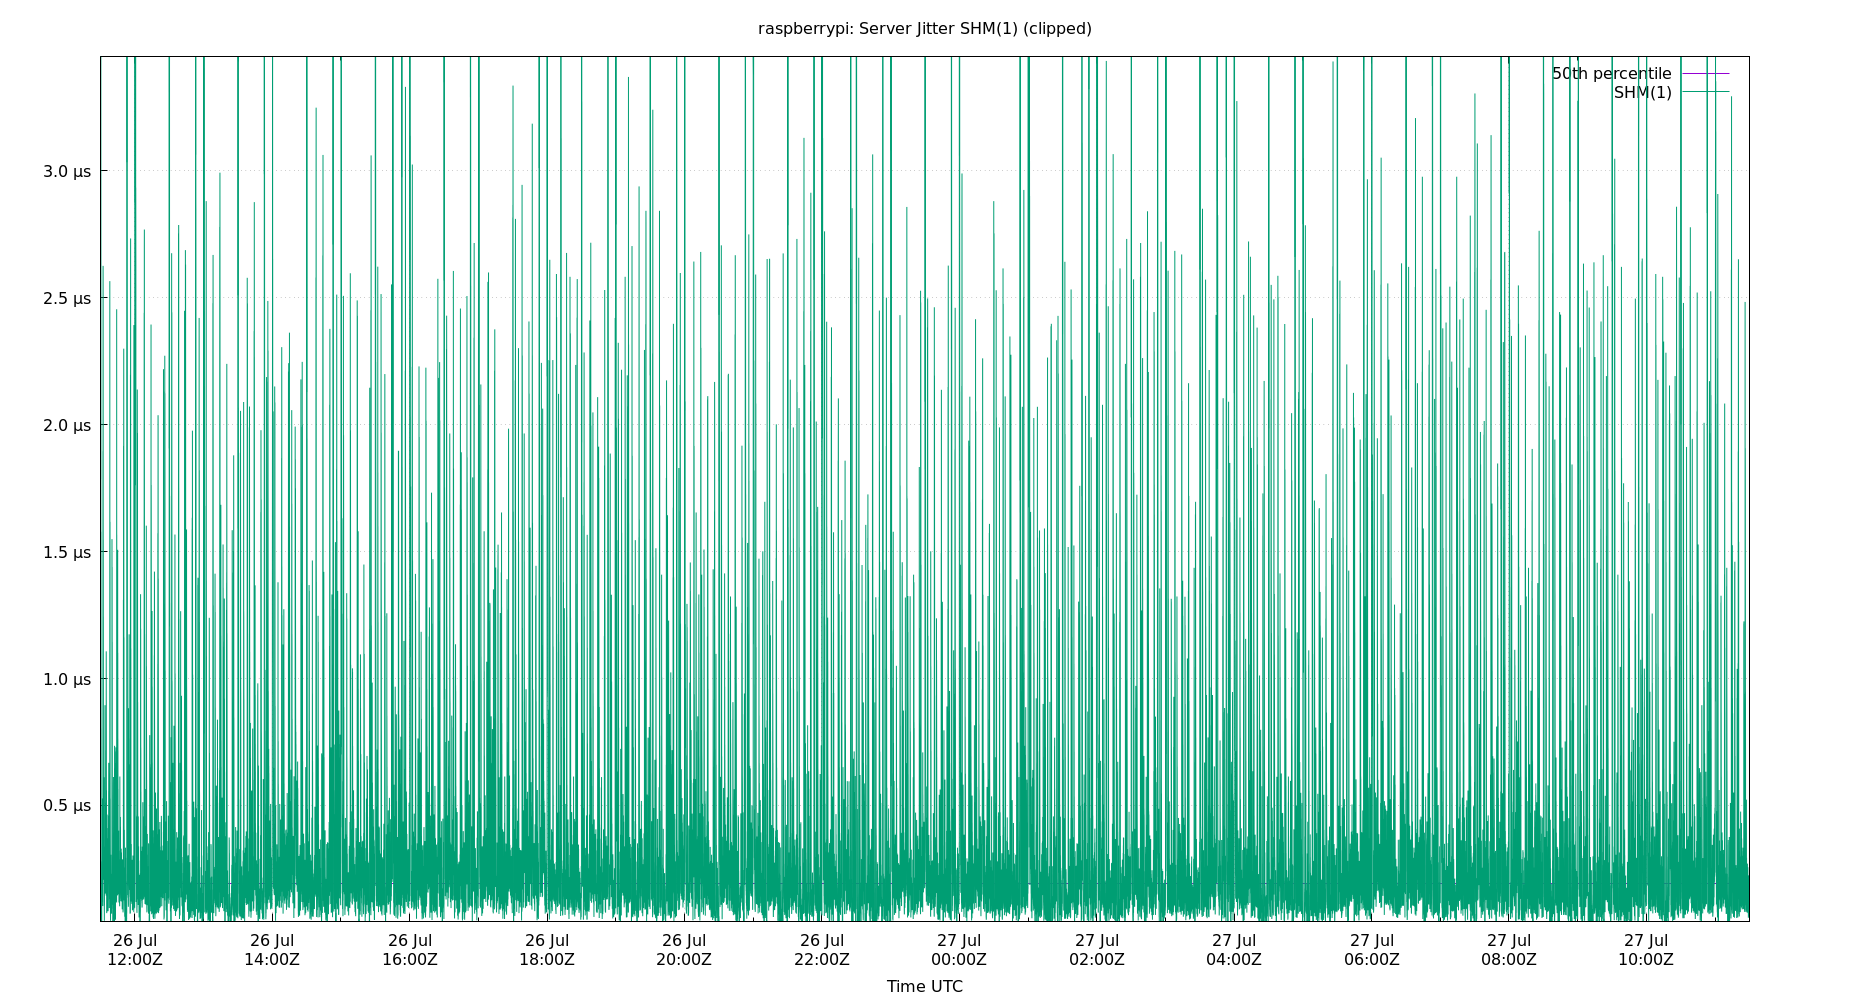 raspberrypi: Server Jitter SHM(1) (clipped)
50th percentile
SHM(1)
3.0 µs
2.5 µs
2.0 µs
1.5 µs
1.0 µs
0.5 µs
26 Jul 26 Jul 26 Jul 26 Jul 26 Jul 26 Jul 27 Jul 27 Jul 27 Jul 27 Jul 27 Jul 27 Jul
12:00Z 14:00Z 16:00Z 18:00Z 20:00Z 22:00Z 00:00Z 02:00Z 04:00Z 06:00Z 08:00Z 10:00Z
Time UTC